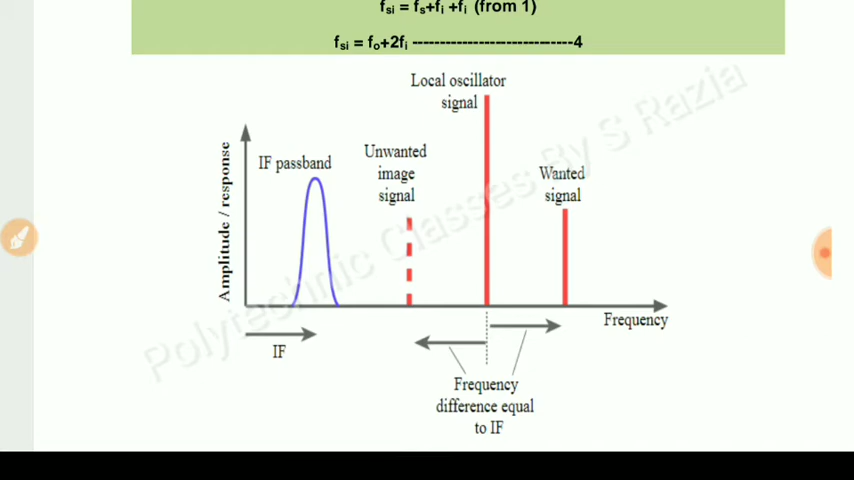 fsi = fs+fi +fi (from 1)
fsi = fo+2fi -----------------------------4
Local oscillator
signal
Unwanted
image
signal
IF passband
Wanted
signal
Amplitude / response
Frequency
IF
Frequency
difference equal
to IF
Polytechnic Classes By S Razia